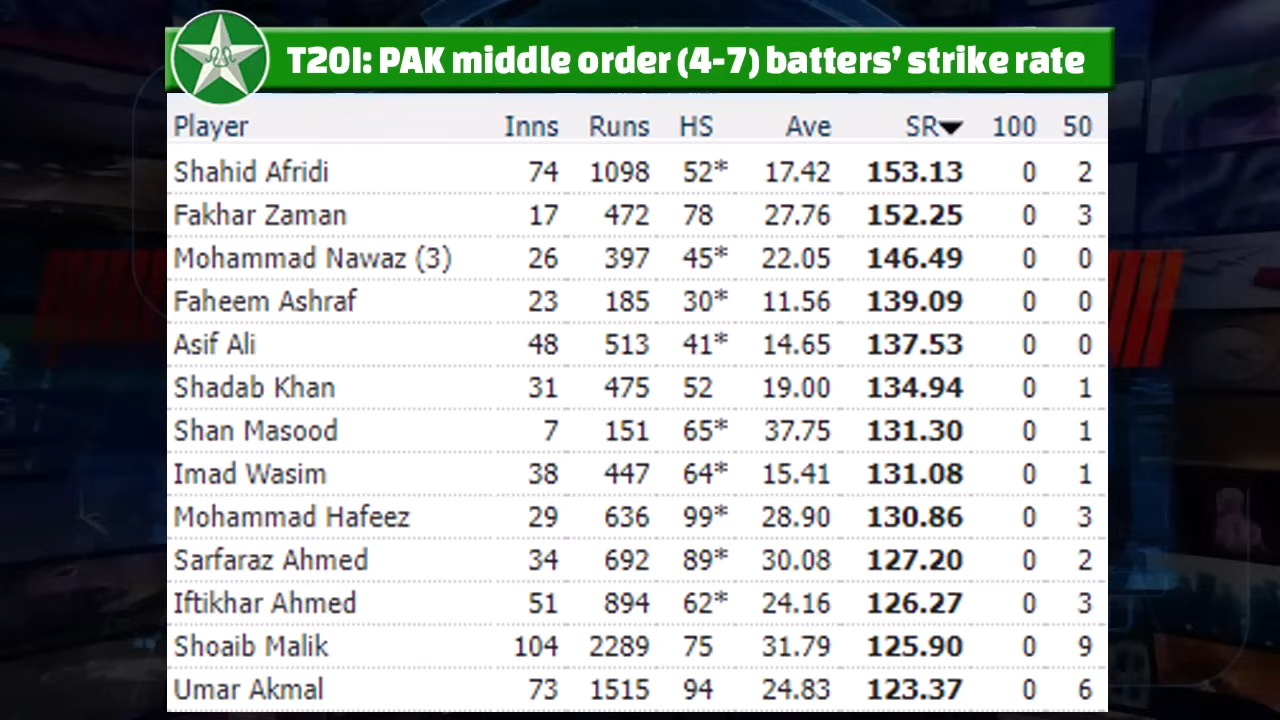 T20I: PAK middle order (4-7) batters’ strike rate
Player Inns Runs HS Ave SR▼ 100 50
Shahid Afridi 74 1098 52* 17.42 153.13 0 2
Fakhar Zaman 17 472 78 27.76 152.25 0 3
Mohammad Nawaz (3) 26 397 45* 22.05 146.49 0 0
Faheem Ashraf 23 185 30* 11.56 139.09 0 0
Asif Ali 48 513 41* 14.65 137.53 0 0
Shadab Khan 31 475 52 19.00 134.94 0 1
Shan Masood 7 151 65* 37.75 131.30 0 1
Imad Wasim 38 447 64* 15.41 131.08 0 1
Mohammad Hafeez 29 636 99* 28.90 130.86 0 3
Sarfaraz Ahmed 34 692 89* 30.08 127.20 0 2
Iftikhar Ahmed 51 894 62* 24.16 126.27 0 3
Shoaib Malik 104 2289 75 31.79 125.90 0 9
Umar Akmal 73 1515 94 24.83 123.37 0 6